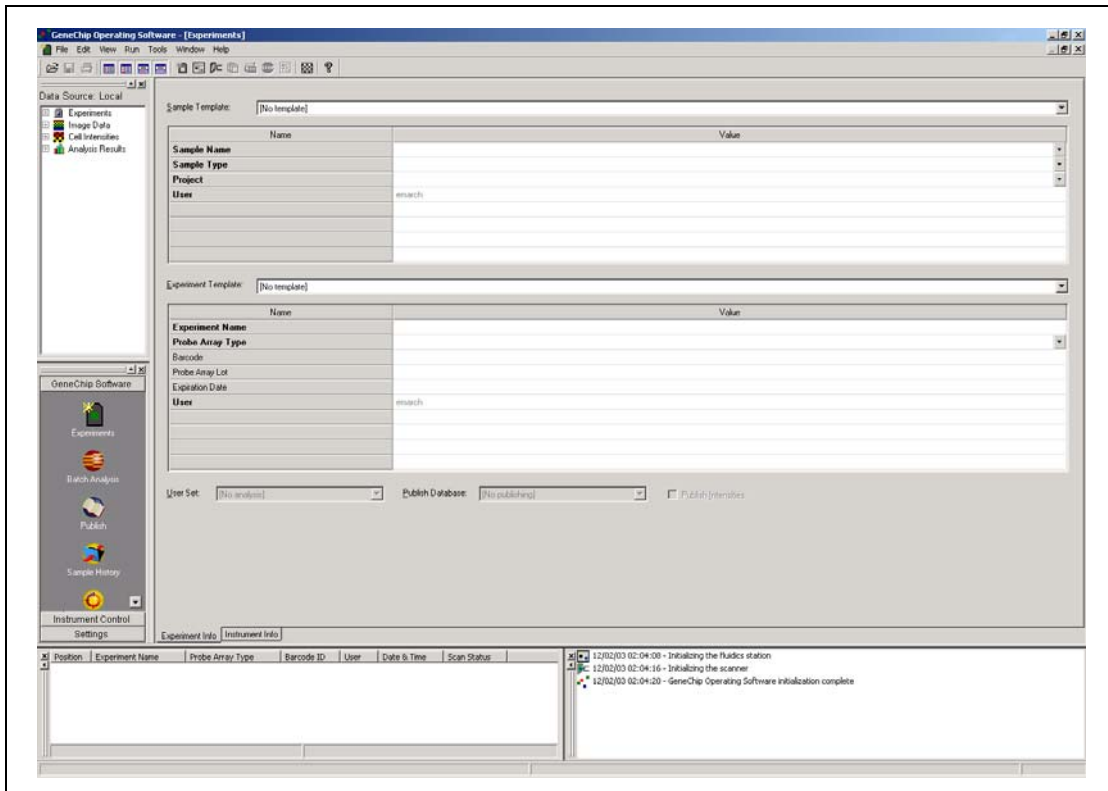 GeneChip Operating Software - [Experiments]
File Edit View Run Tools Window Help
Data Source: Local
Experiments
Image Data
Cell Intensities
Analysis Results
Sample Template: [No template]
Name Value
Sample Name
Sample Type
Project
User emarch
Experiment Template: [No template]
Name Value
Experiment Name
Probe Array Type
Barcode
Probe Array Lot
Expiration Date
User emarch
User Set: [No analysis] Publish Database: [No publishing] Publish Intensities
GeneChip Software
Experiments
Batch Analysis
Publish
Sample History
Instrument Control
Settings
Experiment Info Instrument Info
Position Experiment Name Probe Array Type Barcode ID User Date & Time Scan Status
12/02/03 02:04:08 - Initializing the fluidics station
12/02/03 02:04:16 - Initializing the scanner
12/02/03 02:04:20 - GeneChip Operating Software initialization complete